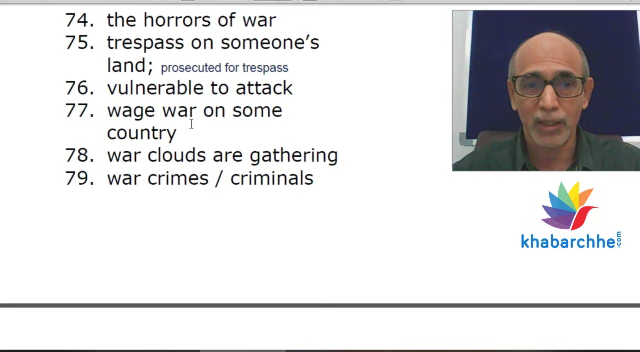 74. the horrors of war
75. trespass on someone's
land; prosecuted for trespass
76. vulnerable to attack
77. wage war on some
country
78. war clouds are gathering
79. war crimes / criminals
khabarchhe.com